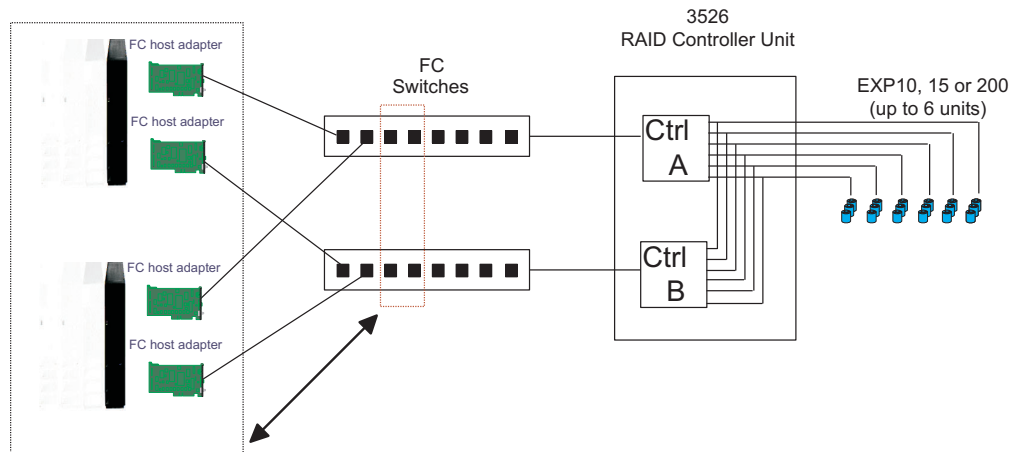 3526
RAID Controller Unit
FC host adapter
FC
Switches
EXP10, 15 or 200
(up to 6 units)
FC host adapter
Ctrl
A
FC host adapter
Ctrl
B
FC host adapter